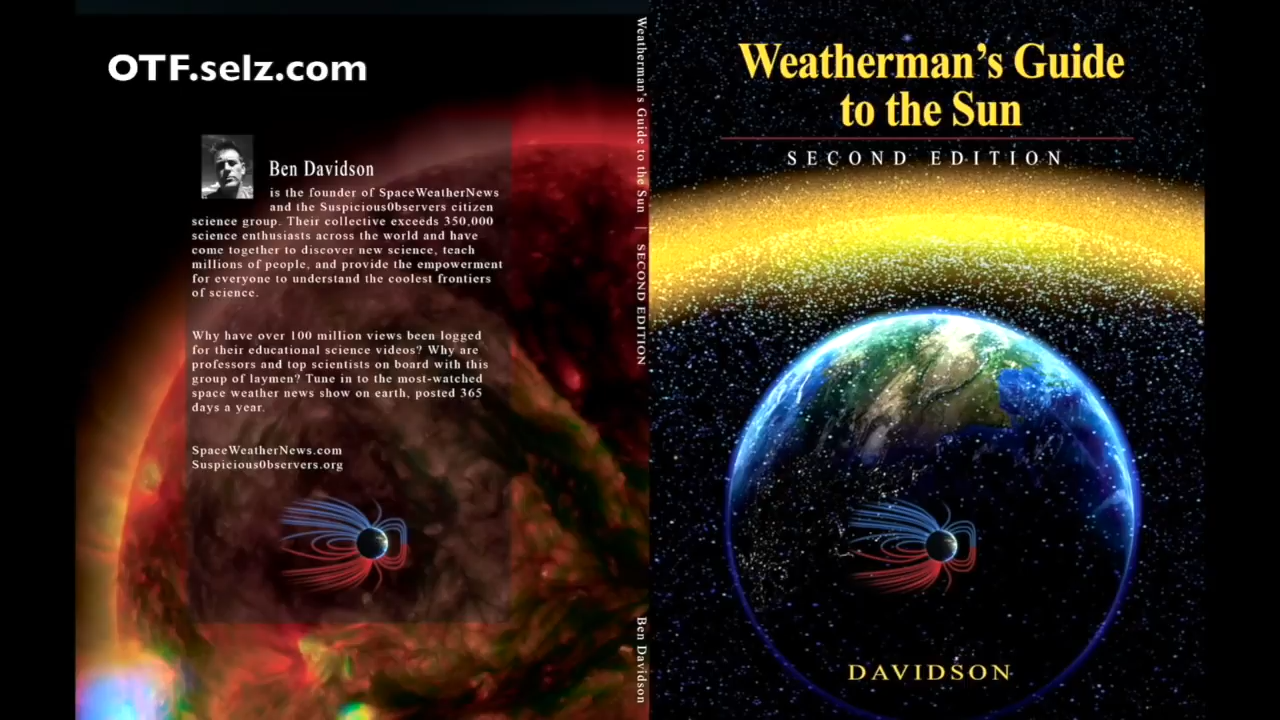 OTF.selz.com
Ben Davidson
is the founder of SpaceWeatherNews
and the Suspicious0bservers citizen
science group. Their collective exceeds 350,000
science enthusiasts across the world and have
come together to discover new science, teach
millions of people, and provide the empowerment
for everyone to understand the coolest frontiers
of science.
Why have over 100 million views been logged
for their educational science videos? Why are
professors and top scientists on board with this
group of laymen? Tune in to the most-watched
space weather news show on earth, posted 365
days a year.
SpaceWeatherNews.com
Suspicious0bservers.org
Weatherman's Guide to the Sun | SECOND EDITION
Ben Davidson
Weatherman's Guide
to the Sun
SECOND EDITION
DAVIDSON